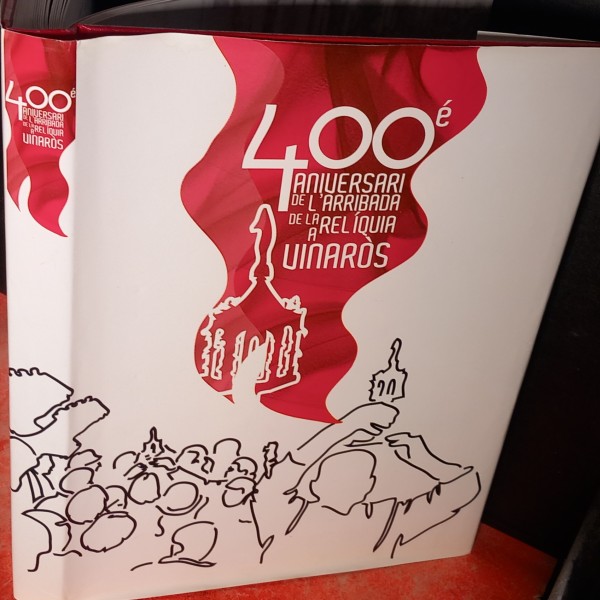 400é
ANIVERSARI
DE L'ARRIBADA
DE LA RELÍQUIA
A
VINARÒS
400é
ANIVERSARI
DE L'ARRIBADA
DE LA RELÍQUIA
A
VINARÒS